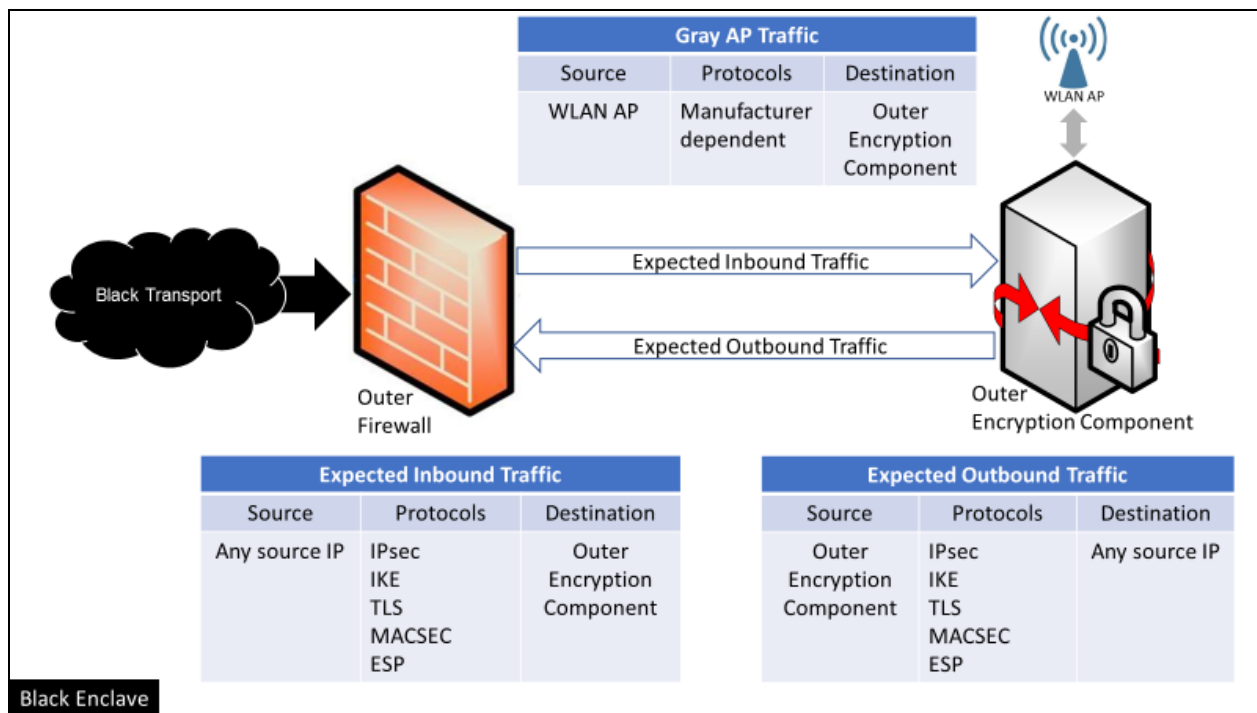 Gray AP Traffic
Source Protocols Destination
WLAN AP Manufacturer Outer
dependent Encryption
Component
WLAN AP
Black Transport
Expected Inbound Traffic
Expected Outbound Traffic
Outer
Firewall
Outer
Encryption Component
Expected Inbound Traffic
Source Protocols Destination
Any source IP IPsec Outer
IKE Encryption
TLS Component
MACSEC
ESP
Expected Outbound Traffic
Source Protocols Destination
Outer IPsec Any source IP
Encryption IKE
Component TLS
MACSEC
ESP
Black Enclave